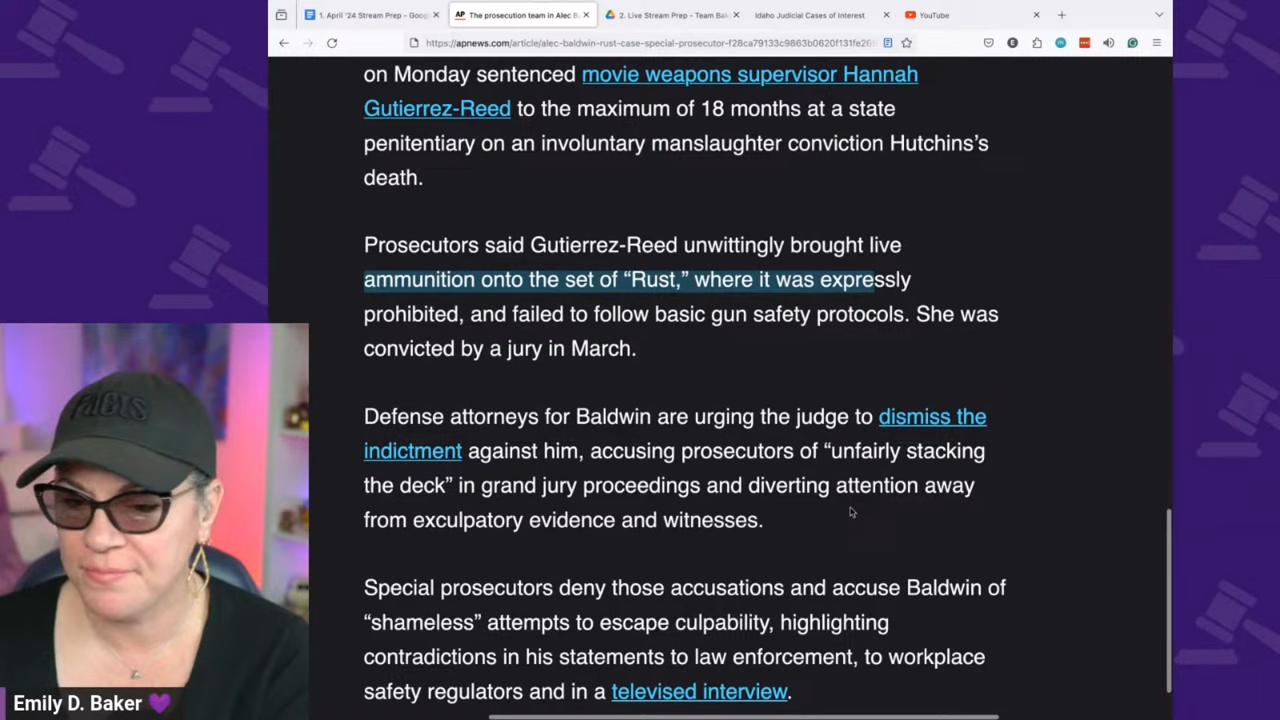 1. April '24 Stream Prep – Goog
The prosecution team in Alec B
2. Live Stream Prep - Team Bak
Idaho Judicial Cases of Interest
YouTube
https://apnews.com/article/alec-baldwin-rust-case-special-prosecutor-f28ca79133c9863b0620f131fe26
on Monday sentenced movie weapons supervisor Hannah
Gutierrez-Reed to the maximum of 18 months at a state
penitentiary on an involuntary manslaughter conviction Hutchins's
death.
Prosecutors said Gutierrez-Reed unwittingly brought live
ammunition onto the set of “Rust,” where it was expressly
prohibited, and failed to follow basic gun safety protocols. She was
convicted by a jury in March.
Defense attorneys for Baldwin are urging the judge to dismiss the
indictment against him, accusing prosecutors of “unfairly stacking
the deck” in grand jury proceedings and diverting attention away
from exculpatory evidence and witnesses.
Special prosecutors deny those accusations and accuse Baldwin of
“shameless” attempts to escape culpability, highlighting
contradictions in his statements to law enforcement, to workplace
safety regulators and in a televised interview.
FACTS
Emily D. Baker 💜